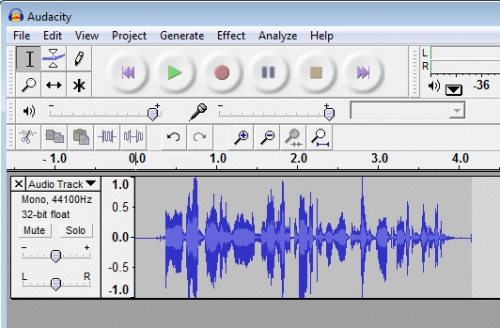 Audacity
File Edit View Project Generate Effect Analyze Help
L
R
-36
- 1.0 0.0 1.0 2.0 3.0 4.0
Audio Track
Mono, 44100Hz
32-bit float
Mute Solo
- +
L R
1.0
0.5
0.0
-0.5
-1.0